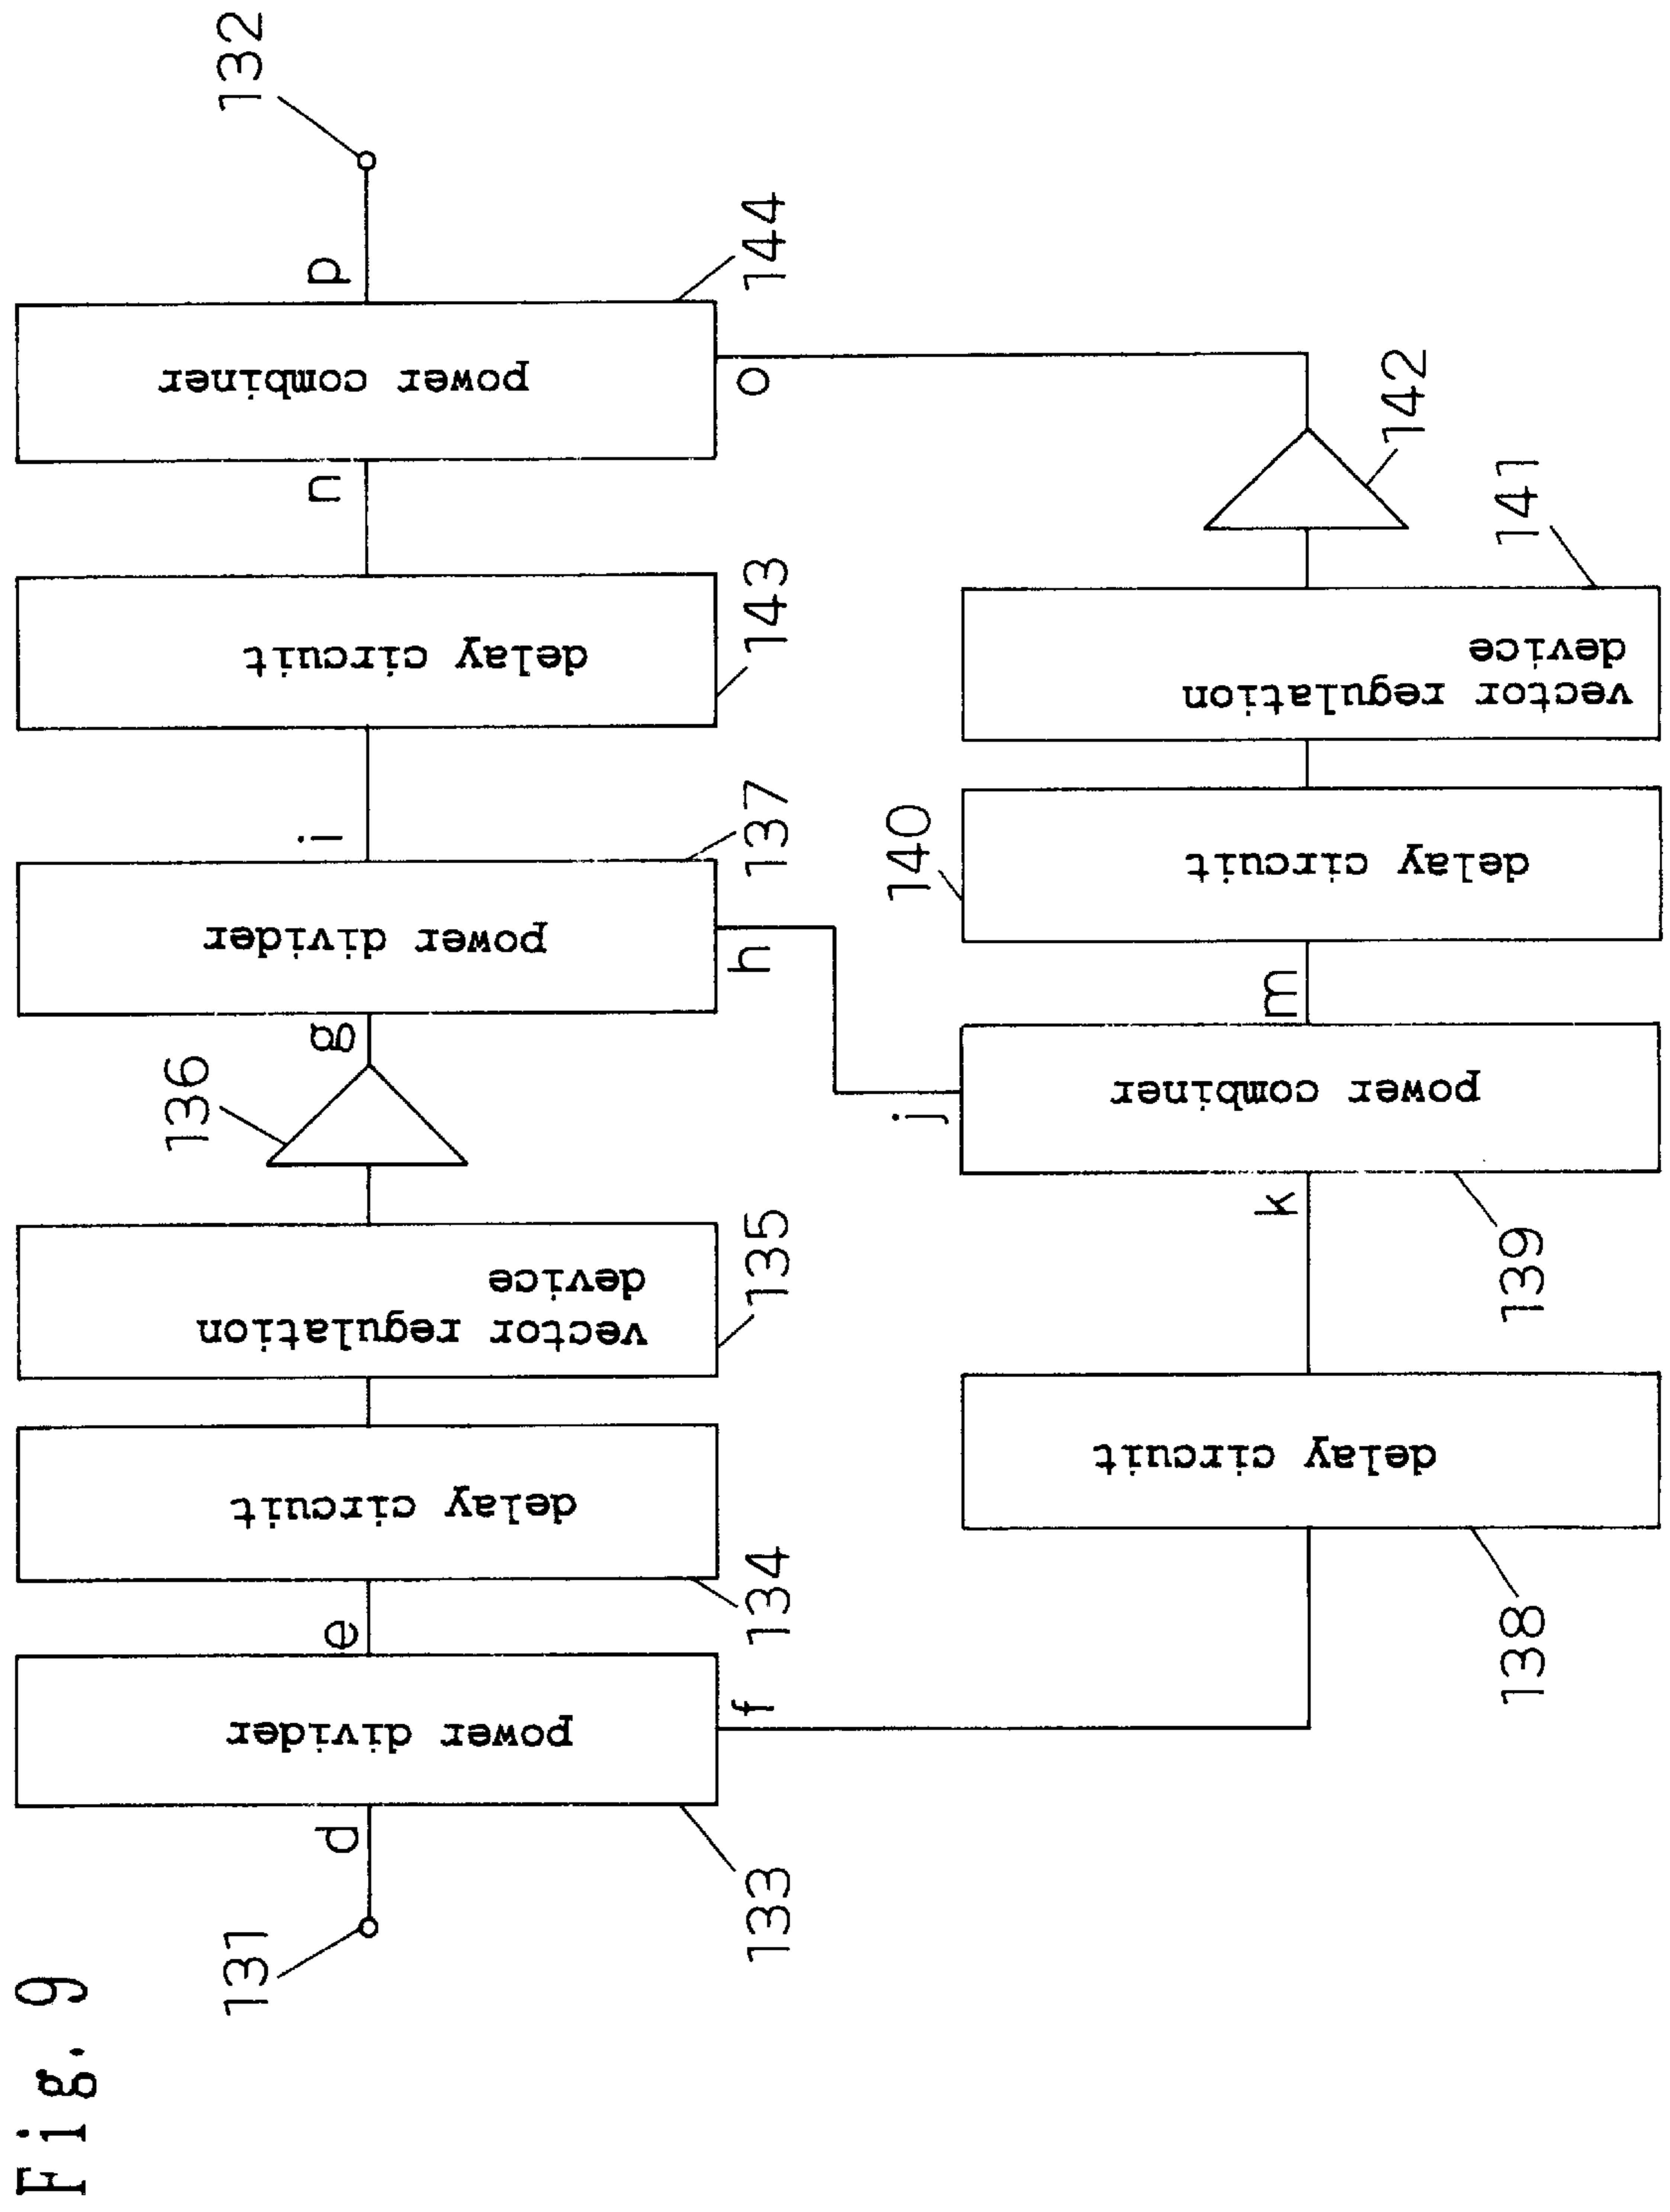 Fig. 9
131
d
power divider
133
e
f
delay circuit
134
vector regulation
device
135
136
g
power divider
137
h
i
delay circuit
143
n
power combiner
144
o
p
132
delay circuit
138
k
j
power combiner
139
m
delay circuit
140
vector regulation
device
141
142